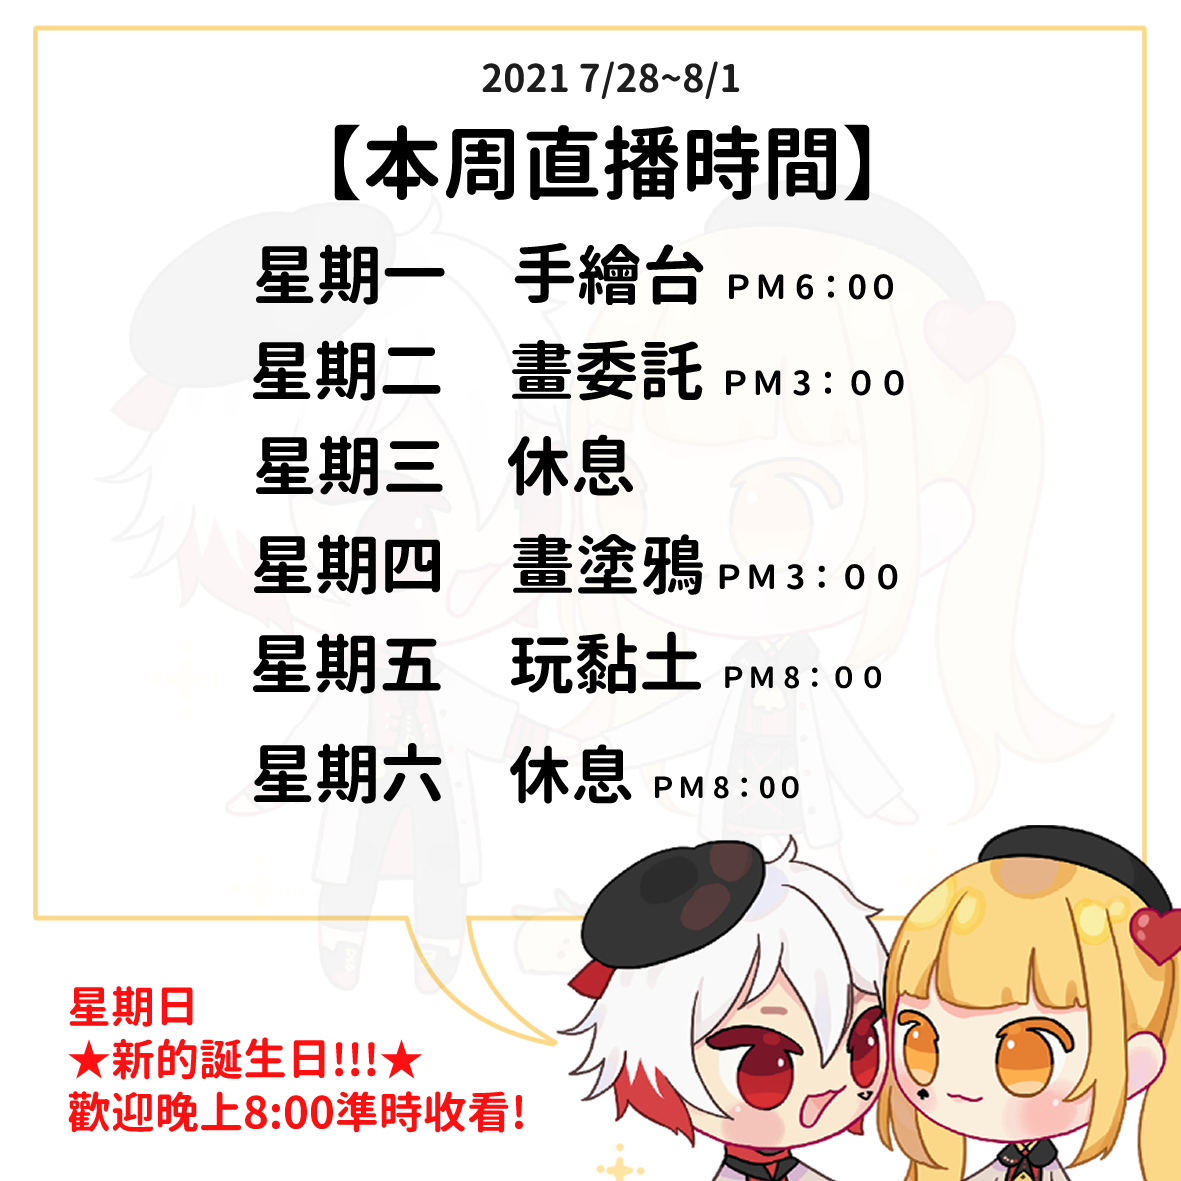 2021 7/28~8/1
【本周直播時間】
星期一 手繪台 PM6：00
星期二 畫委託 PM3：00
星期三 休息
星期四 畫塗鴉 PM3：00
星期五 玩黏土 PM8：00
星期六 休息 PM8：00
星期日
★新的誕生日!!!★
歡迎晚上8:00準時收看!